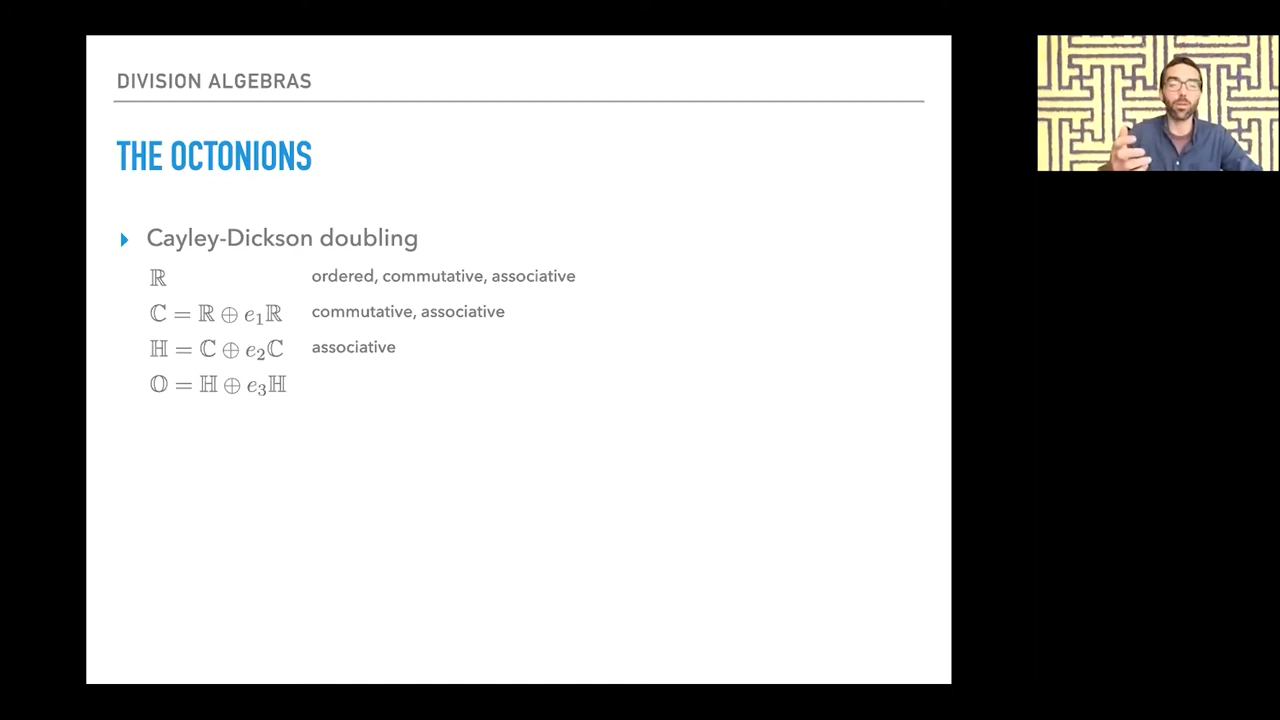 DIVISION ALGEBRAS
THE OCTONIONS
Cayley-Dickson doubling
ℝ ordered, commutative, associative
ℂ = ℝ ⊕ e₁ℝ commutative, associative
ℍ = ℂ ⊕ e₂ℂ associative
𝕆 = ℍ ⊕ e₃ℍ